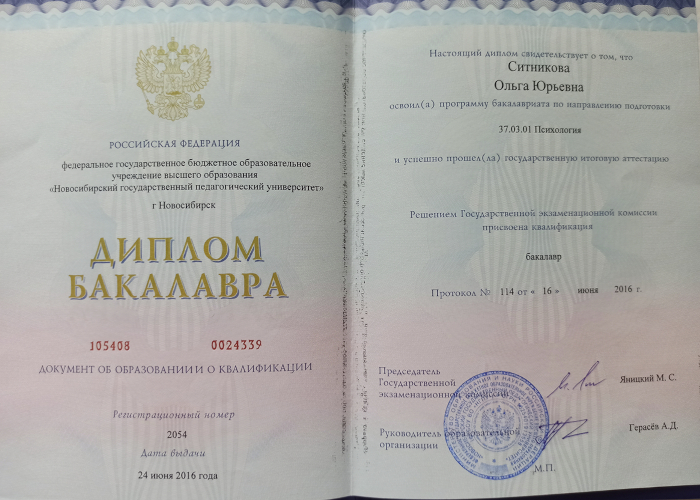 РОССИЙСКАЯ ФЕДЕРАЦИЯ
федеральное государственное бюджетное образовательное
учреждение высшего образования
«Новосибирский государственный педагогический университет»
г Новосибирск
ДИПЛОМ
БАКАЛАВРА
105408 0024339
ДОКУМЕНТ ОБ ОБРАЗОВАНИИ И О КВАЛИФИКАЦИИ
Регистрационный номер
2054
Дата выдачи
24 июня 2016 года
Настоящий диплом свидетельствует о том, что
Ситникова
Ольга Юрьевна
освоил(а) программу бакалавриата по направлению подготовки
37.03.01 Психология
и успешно прошел(ла) государственную итоговую аттестацию
Решением Государственной экзаменационной комиссии
присвоена квалификация
бакалавр
Протокол № 114 от « 16 » июня 2016 г.
Председатель
Государственной
экзаменационной комиссии
Яницкий М. С.
Руководитель образовательной
организации
Герасёв А.Д.
М.П.